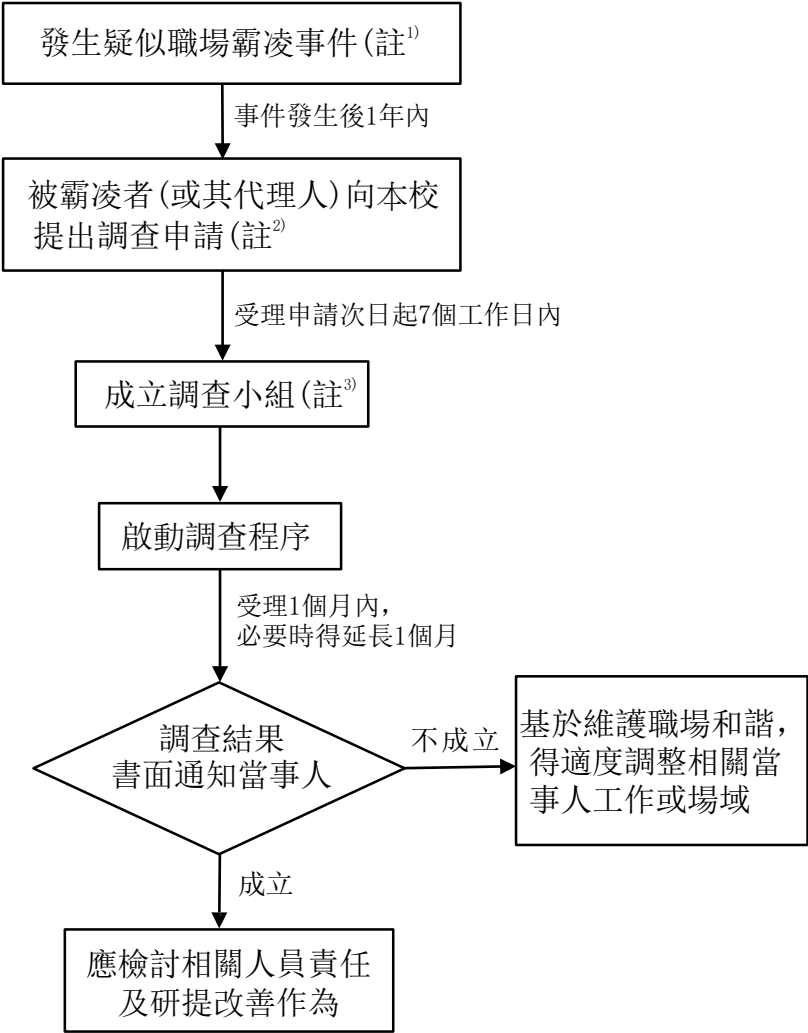 發生疑似職場霸凌事件(註1)
事件發生後1年內
被霸凌者(或其代理人)向本校
提出調查申請(註2)
受理申請次日起7個工作日內
成立調查小組(註3)
啟動調查程序
受理1個月內，
必要時得延長1個月
調查結果
書面通知當事人
不成立
基於維護職場和諧，
得適度調整相關當
事人工作或場域
成立
應檢討相關人員責任
及研提改善作為